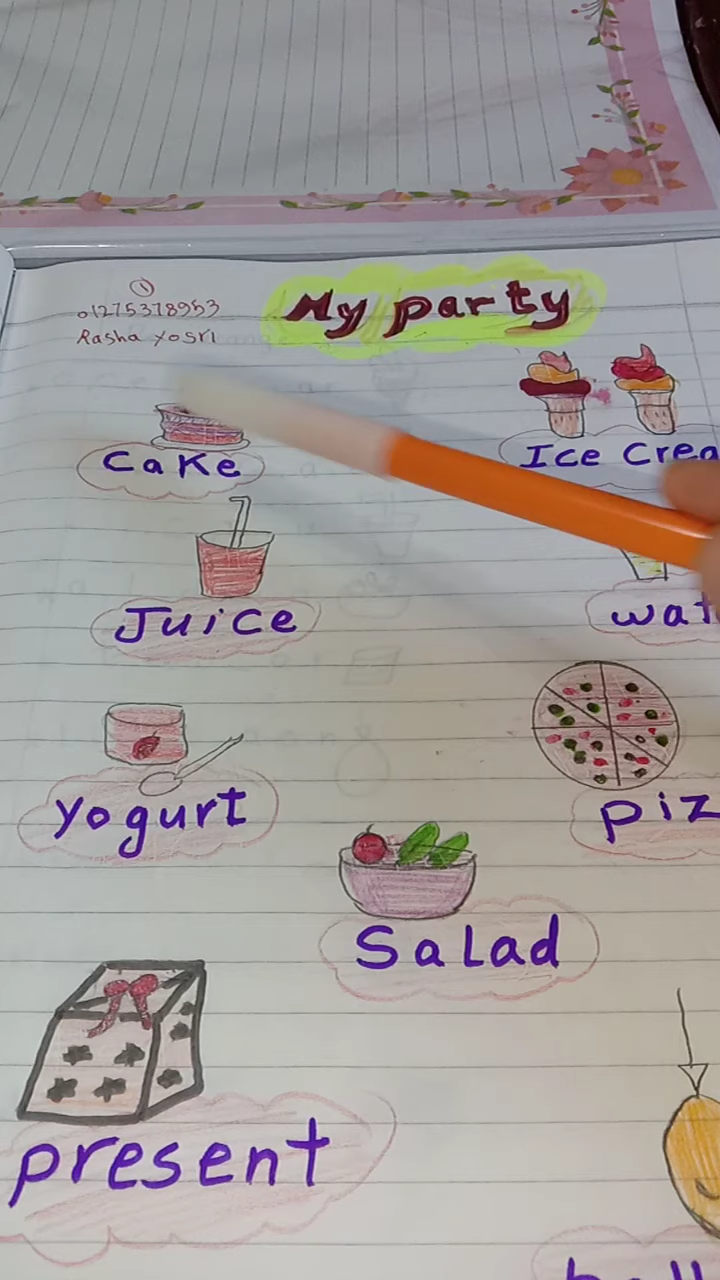 ①
01275378953
Rasha Yosri
My party
Cake
Ice Crea
Juice
wat
Yogurt
Piz
Salad
present